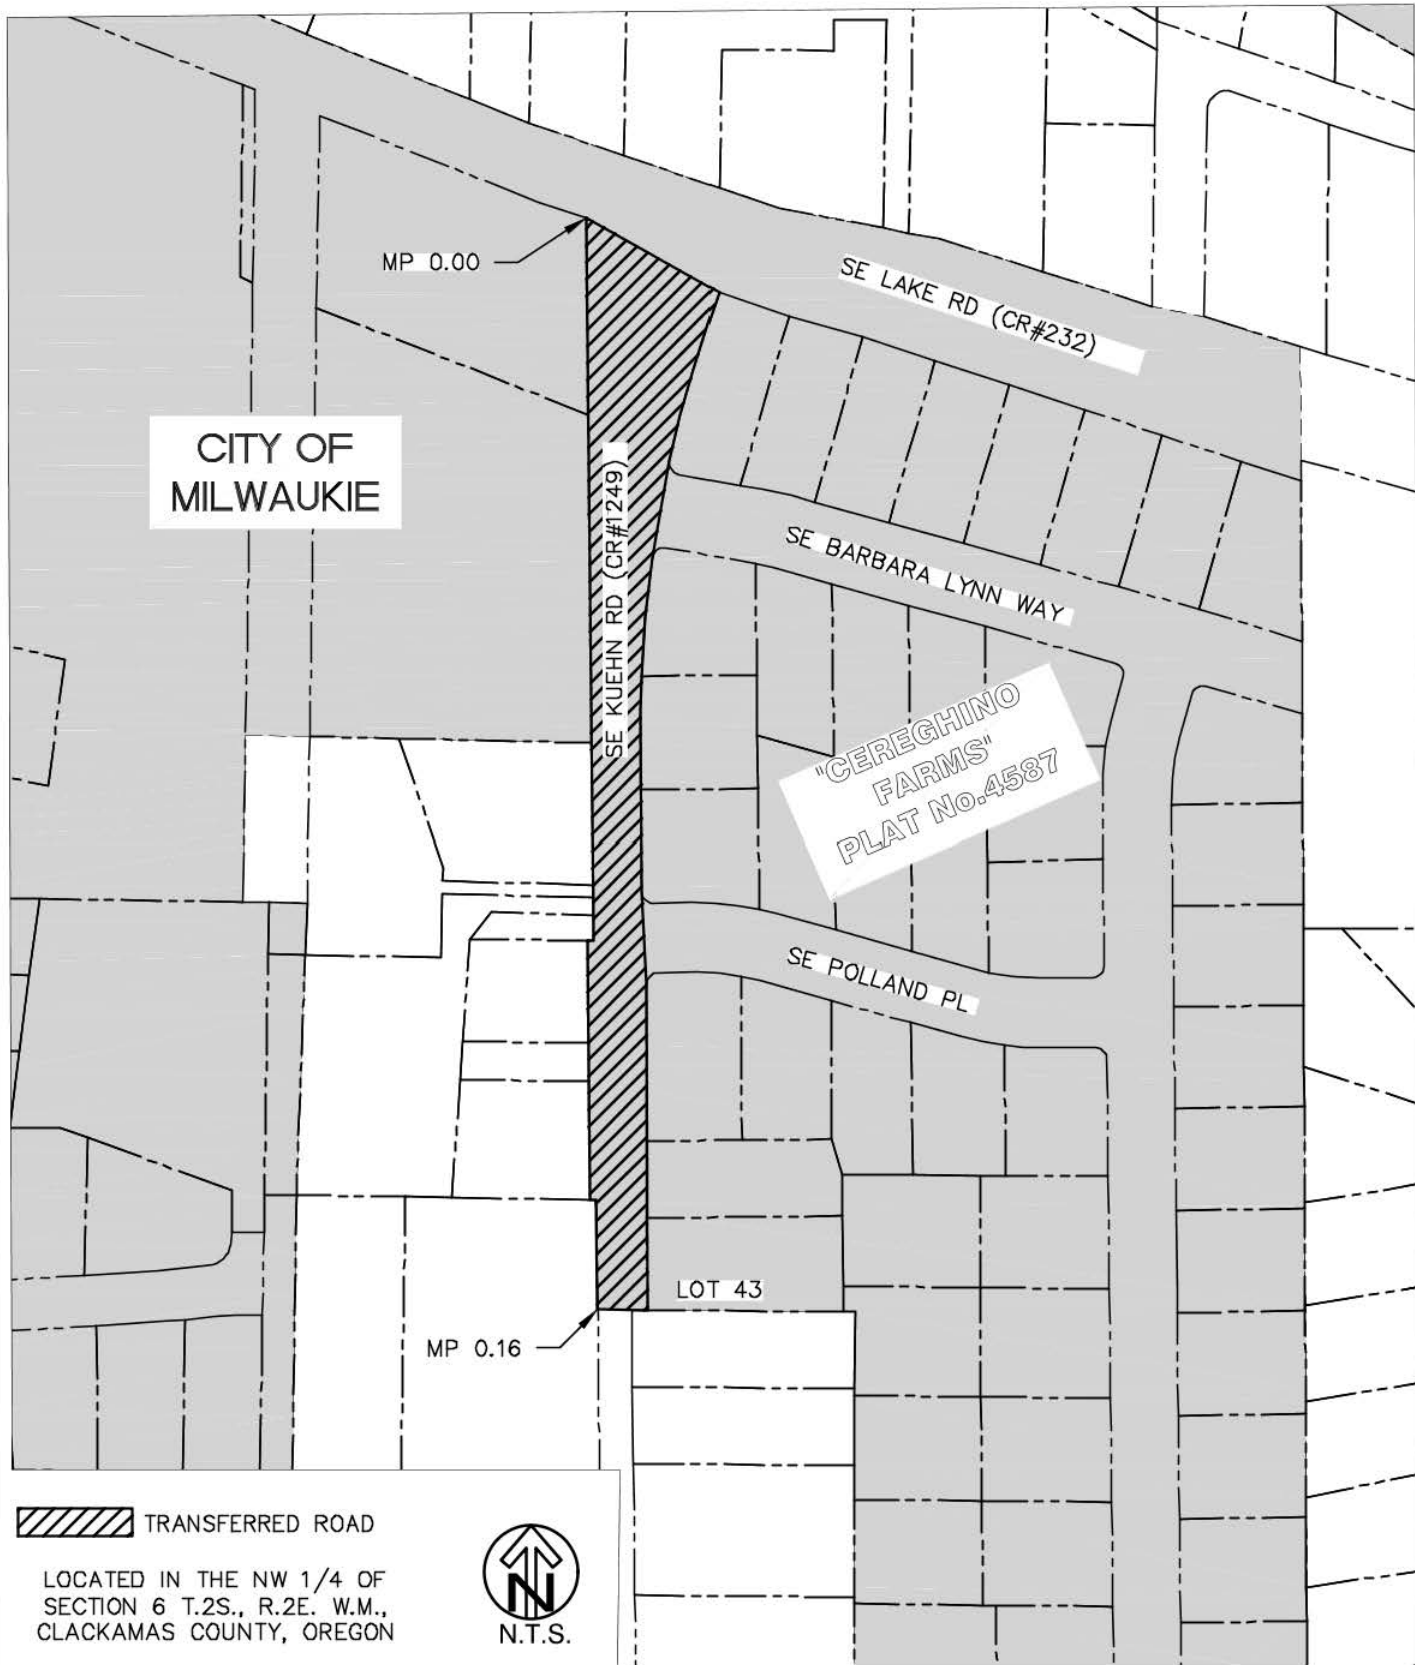 MP 0.00
SE LAKE RD (CR#232)
CITY OF
MILWAUKIE
SE KUEHN RD (CR#1249)
SE BARBARA LYNN WAY
"CEREGHINO
FARMS"
PLAT No.4587
SE POLLAND PL
LOT 43
MP 0.16
TRANSFERRED ROAD
LOCATED IN THE NW 1/4 OF
SECTION 6 T.2S., R.2E. W.M.,
CLACKAMAS COUNTY, OREGON
N
N.T.S.